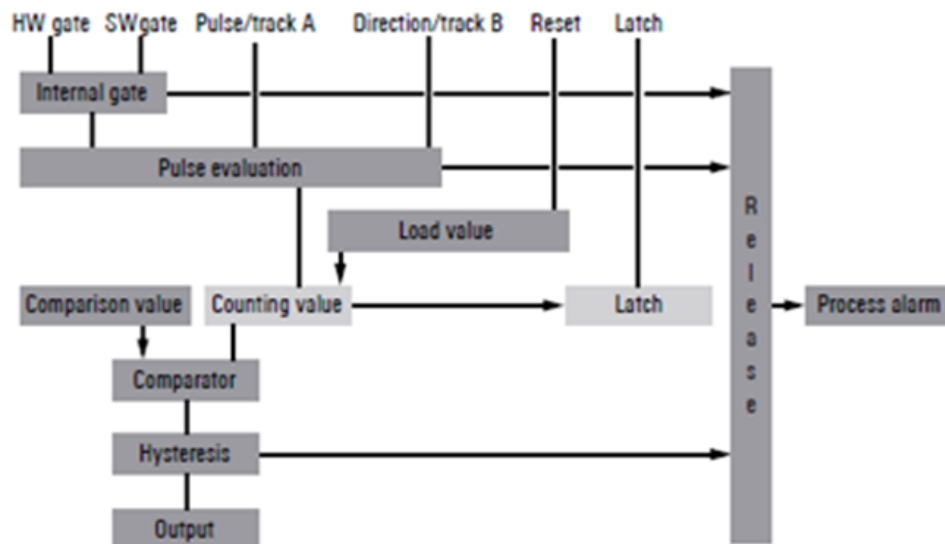 HW gate SWgate Pulse/track A Direction/track B Reset Latch
Internal gate
Pulse evaluation
Load value
Comparison value Counting value Latch
Release
Process alarm
Comparator
Hysteresis
Output